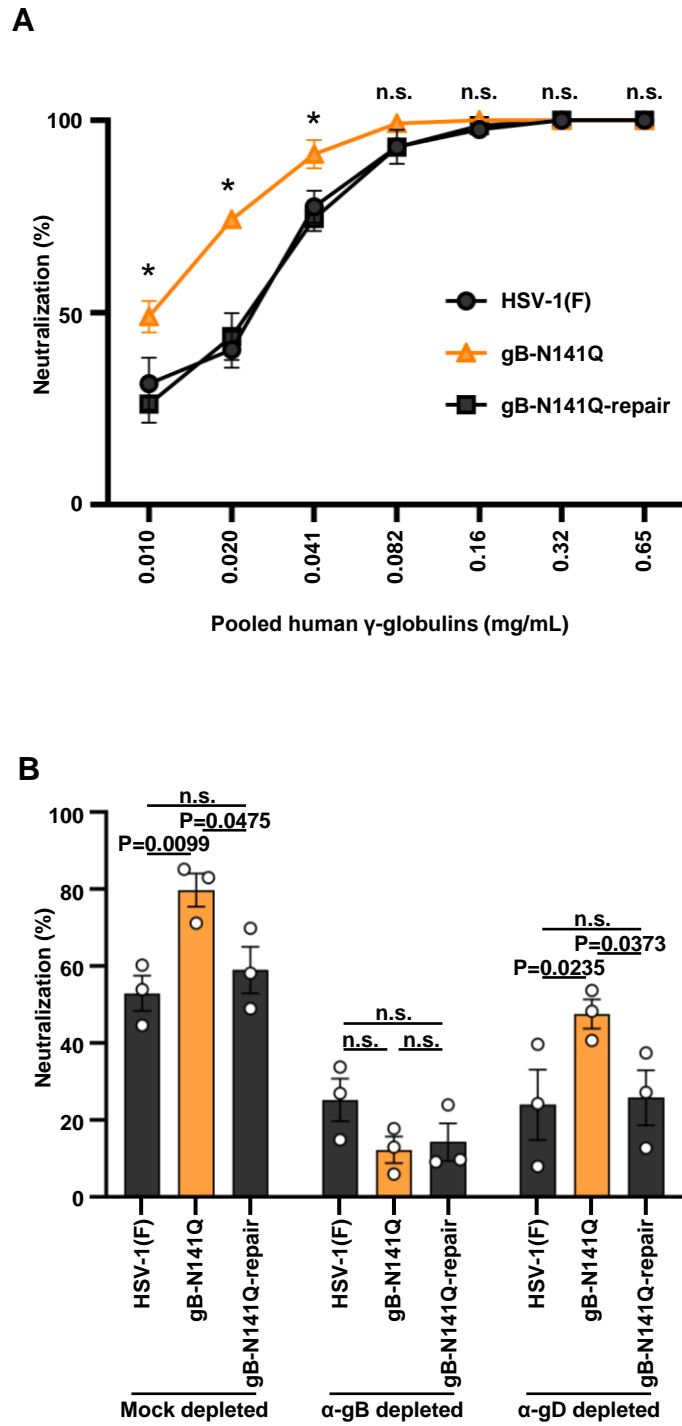 A
n.s. n.s. n.s. n.s.
* * *
100
50
0
Neutralization (%)
HSV-1(F)
gB-N141Q
gB-N141Q-repair
0.010 0.020 0.041 0.082 0.16 0.32 0.65
Pooled human γ-globulins (mg/mL)
B
100
80
60
40
20
0
Neutralization (%)
n.s.
P=0.0475
P=0.0099
n.s.
n.s. n.s.
n.s.
P=0.0373
P=0.0235
HSV-1(F) gB-N141Q gB-N141Q-repair HSV-1(F) gB-N141Q gB-N141Q-repair HSV-1(F) gB-N141Q gB-N141Q-repair
Mock depleted α-gB depleted α-gD depleted